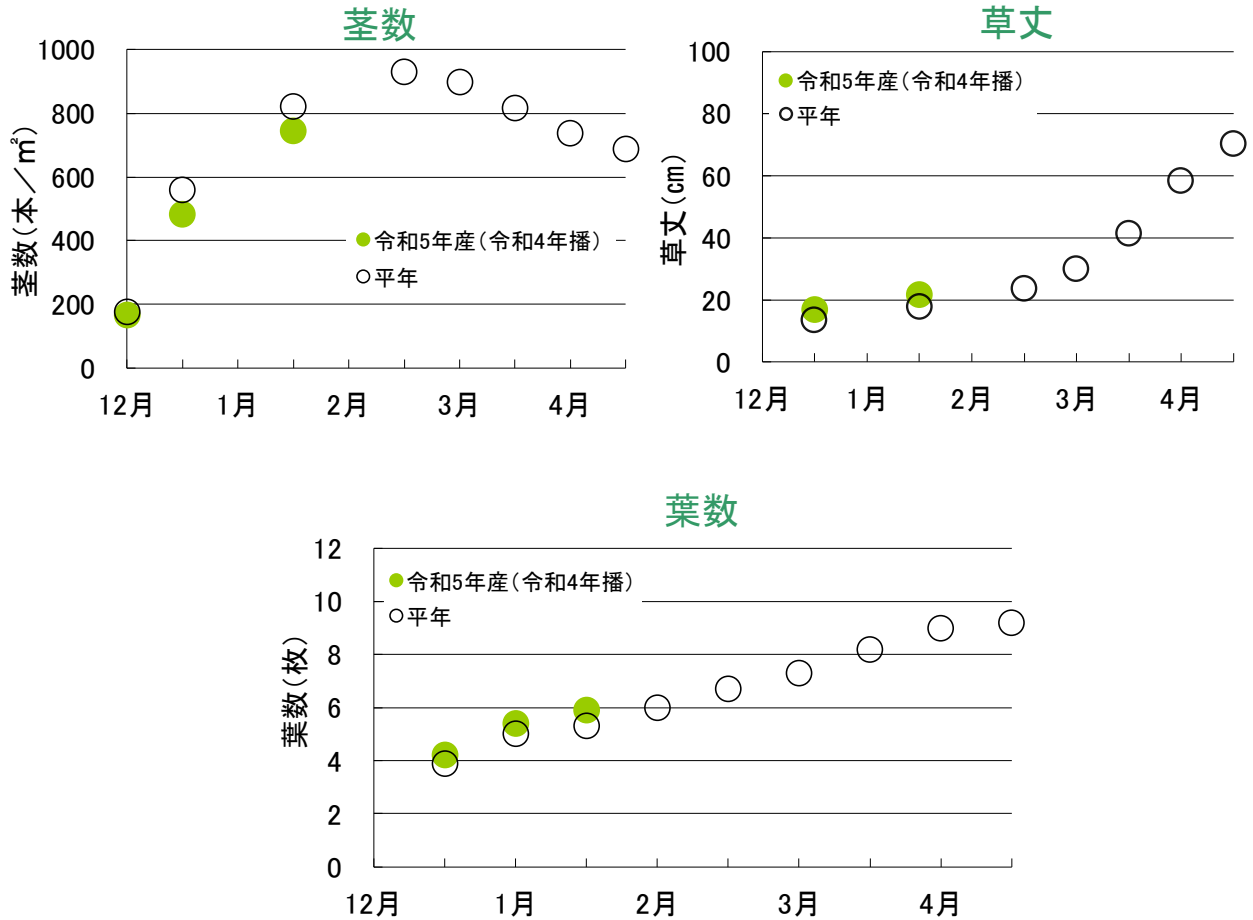 茎数
1000
800
600
400
200
0
茎数(本／㎡)
令和5年産(令和4年播)
平年
12月 1月 2月 3月 4月
草丈
100
80
60
40
20
0
草丈(cm)
令和5年産(令和4年播)
平年
12月 1月 2月 3月 4月
葉数
12
10
8
6
4
2
0
葉数(枚)
令和5年産(令和4年播)
平年
12月 1月 2月 3月 4月